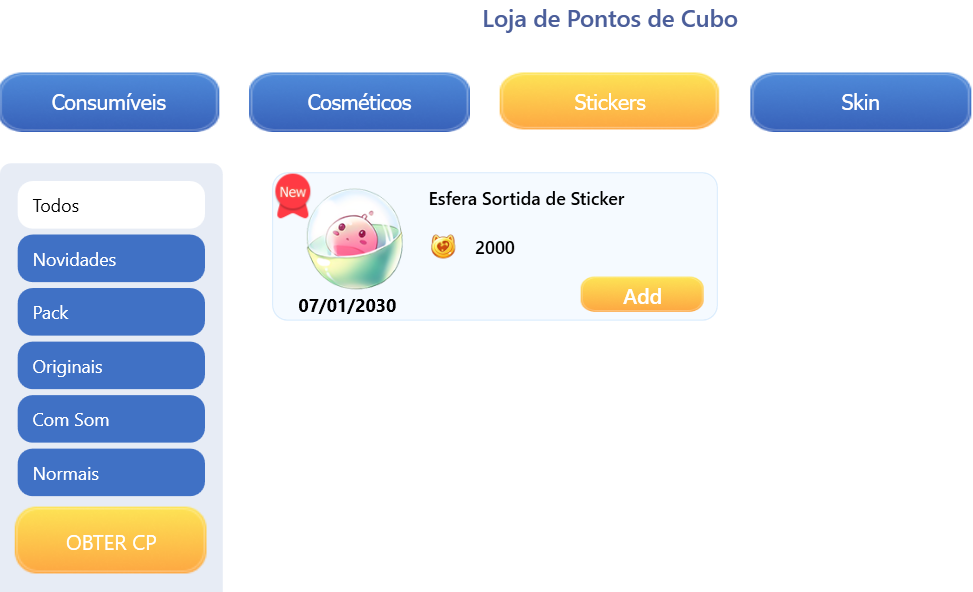 Loja de Pontos de Cubo
Consumíveis
Cosméticos
Stickers
Skin
Todos
Novidades
Pack
Originais
Com Som
Normais
OBTER CP
New
Esfera Sortida de Sticker
2000
07/01/2030
Add